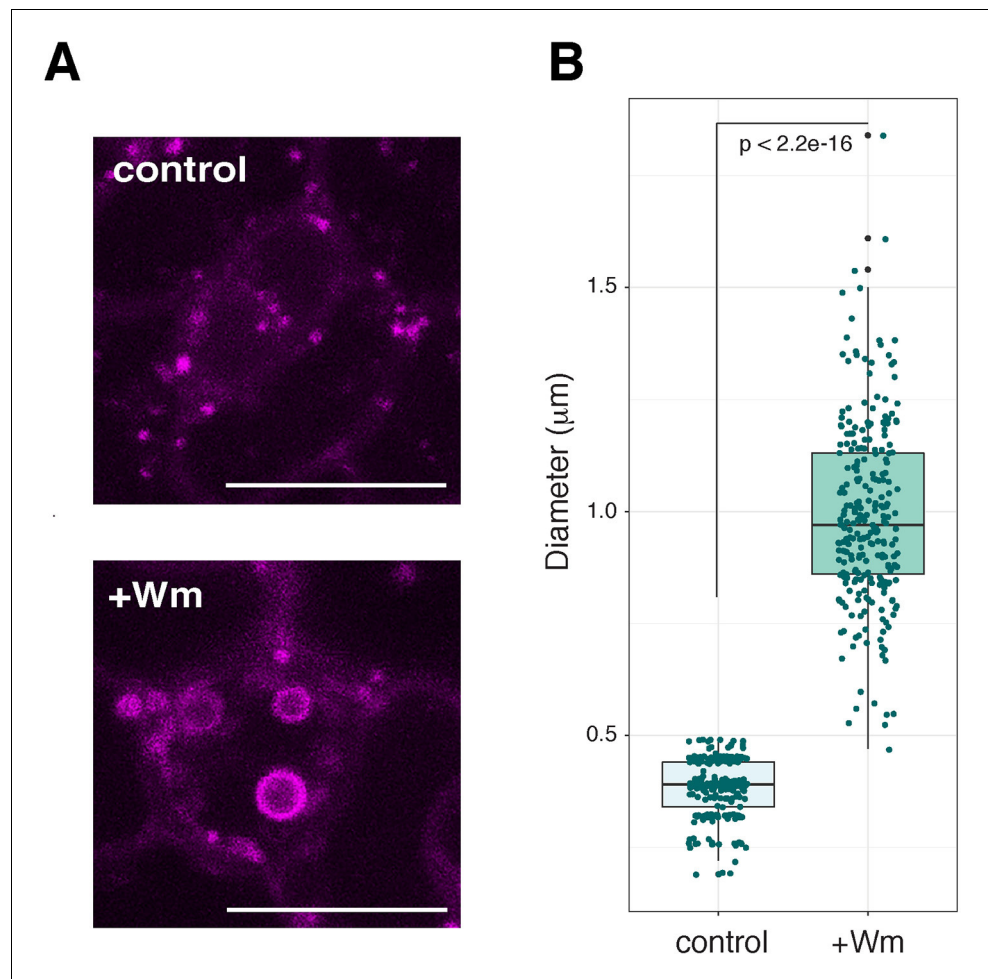 A
control
+Wm
B
p < 2.2e-16
1.5
1.0
0.5
Diameter (μm)
control
+Wm